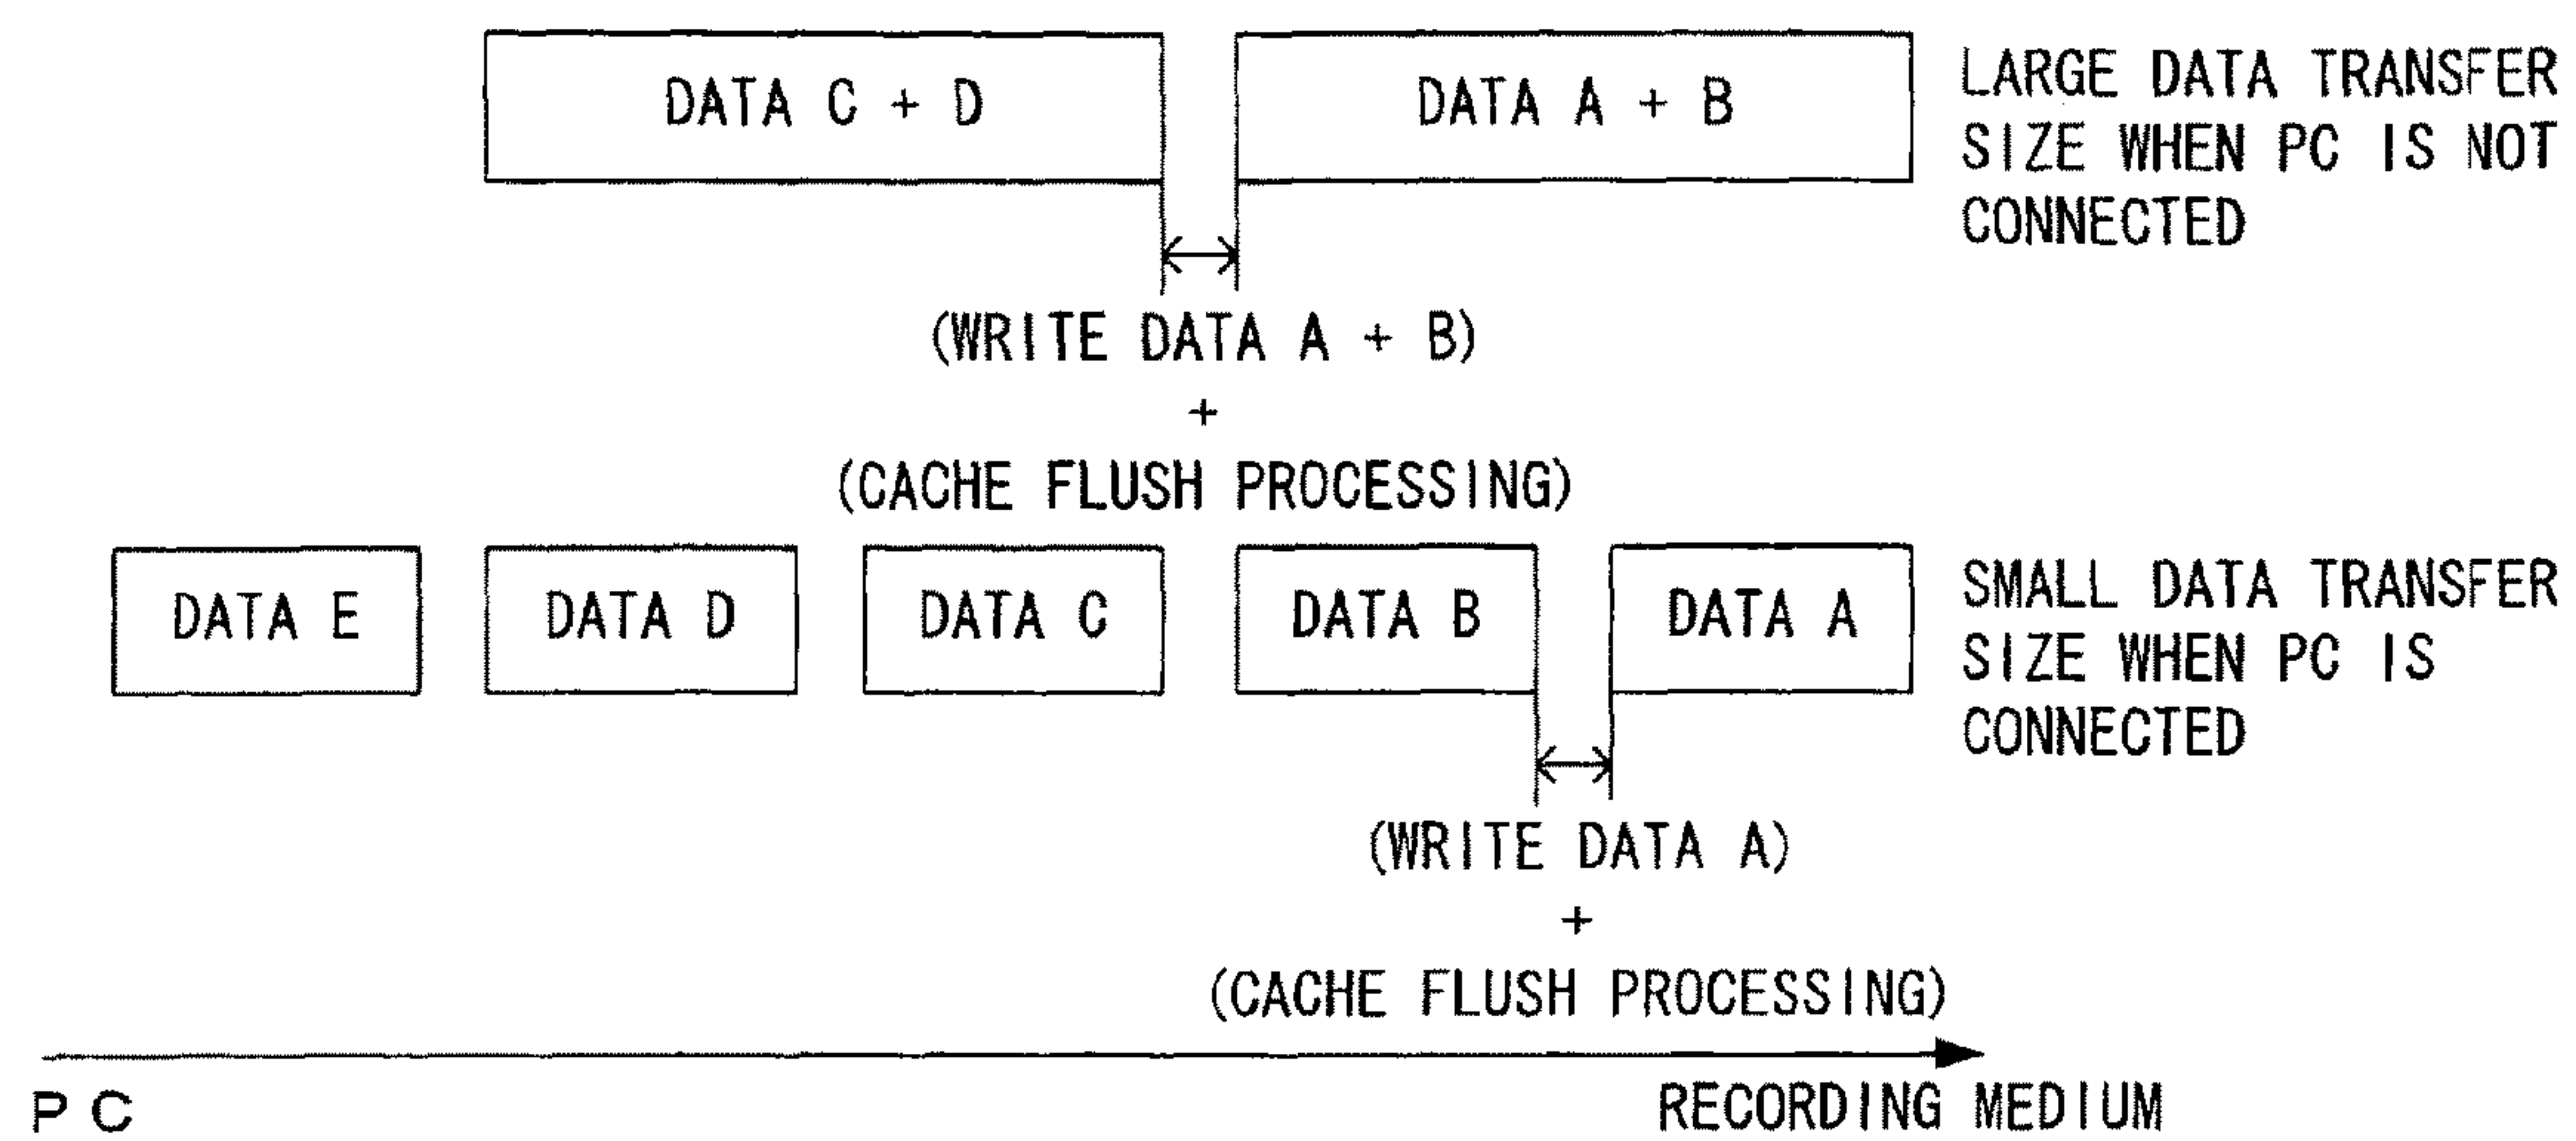 DATA C + D
DATA A + B
LARGE DATA TRANSFER
SIZE WHEN PC IS NOT
CONNECTED
(WRITE DATA A + B)
+
(CACHE FLUSH PROCESSING)
DATA E
DATA D
DATA C
DATA B
DATA A
SMALL DATA TRANSFER
SIZE WHEN PC IS
CONNECTED
(WRITE DATA A)
+
(CACHE FLUSH PROCESSING)
PC
RECORDING MEDIUM